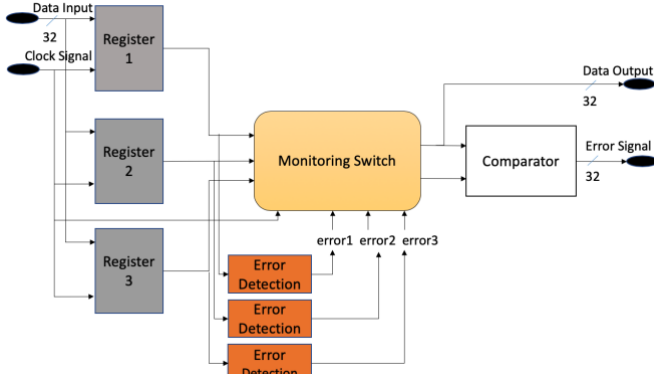 Data Input
32
Clock Signal
Register
1
Register
2
Register
3
Monitoring Switch
error1 error2 error3
Error
Detection
Error
Detection
Error
Detection
Comparator
Data Output
32
Error Signal
32